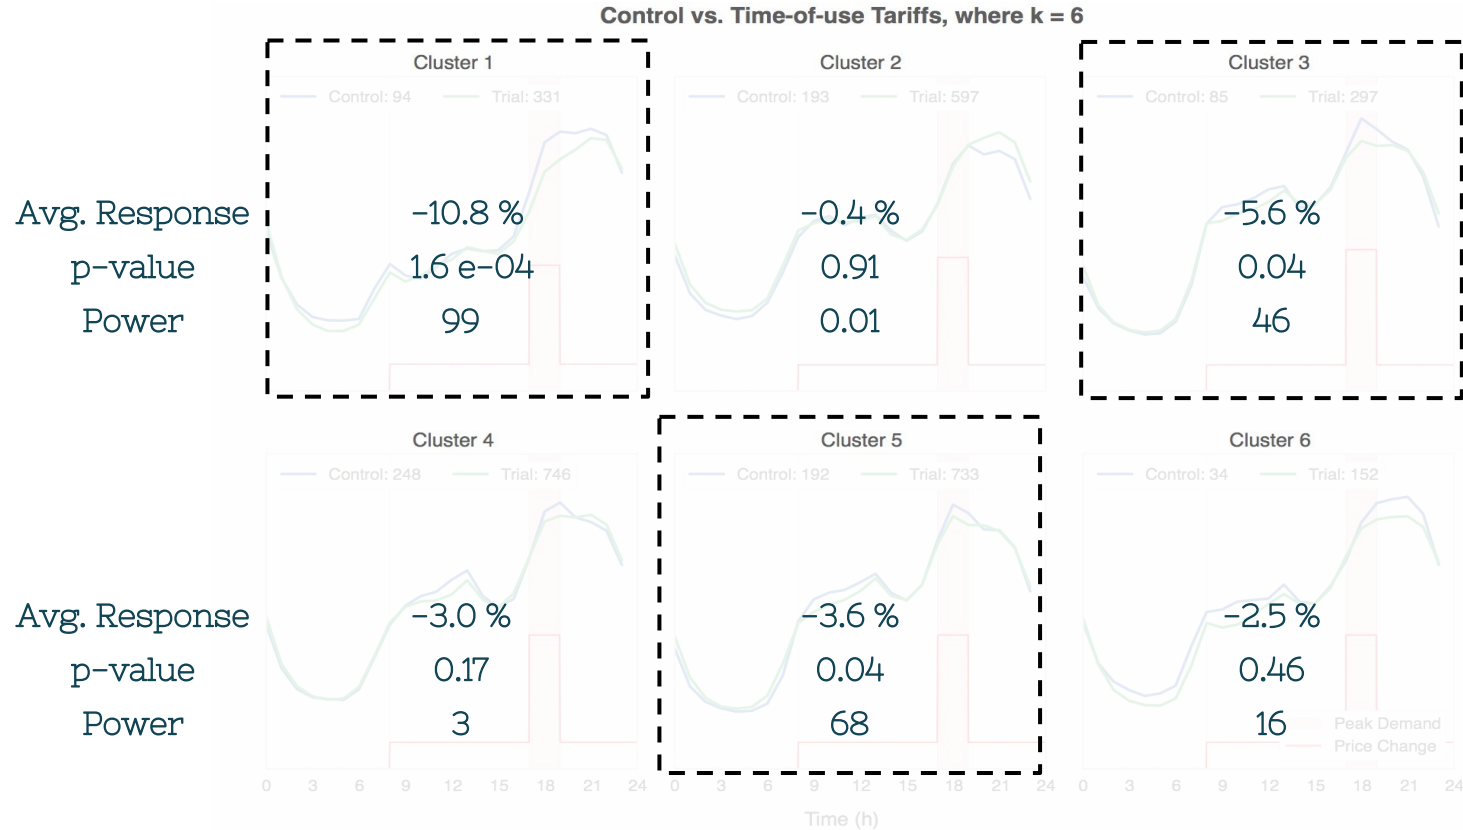 Control vs. Time-of-use Tariffs, where k = 6
Cluster 1
Cluster 2
Cluster 3
Control: 94 Trial: 331
Control: 193 Trial: 597
Control: 85 Trial: 297
Avg. Response -10.8 % -0.4 % -5.6 %
p-value 1.6 e-04 0.91 0.04
Power 99 0.01 46
Cluster 4
Cluster 5
Cluster 6
Control: 248 Trial: 746
Control: 192 Trial: 733
Control: 34 Trial: 152
Avg. Response -3.0 % -3.6 % -2.5 %
p-value 0.17 0.04 0.46
Power 3 68 16
Peak Demand
Price Change
0 3 6 9 12 15 18 21 24
0 3 6 9 12 15 18 21 24
0 3 6 9 12 15 18 21 24
Time (h)